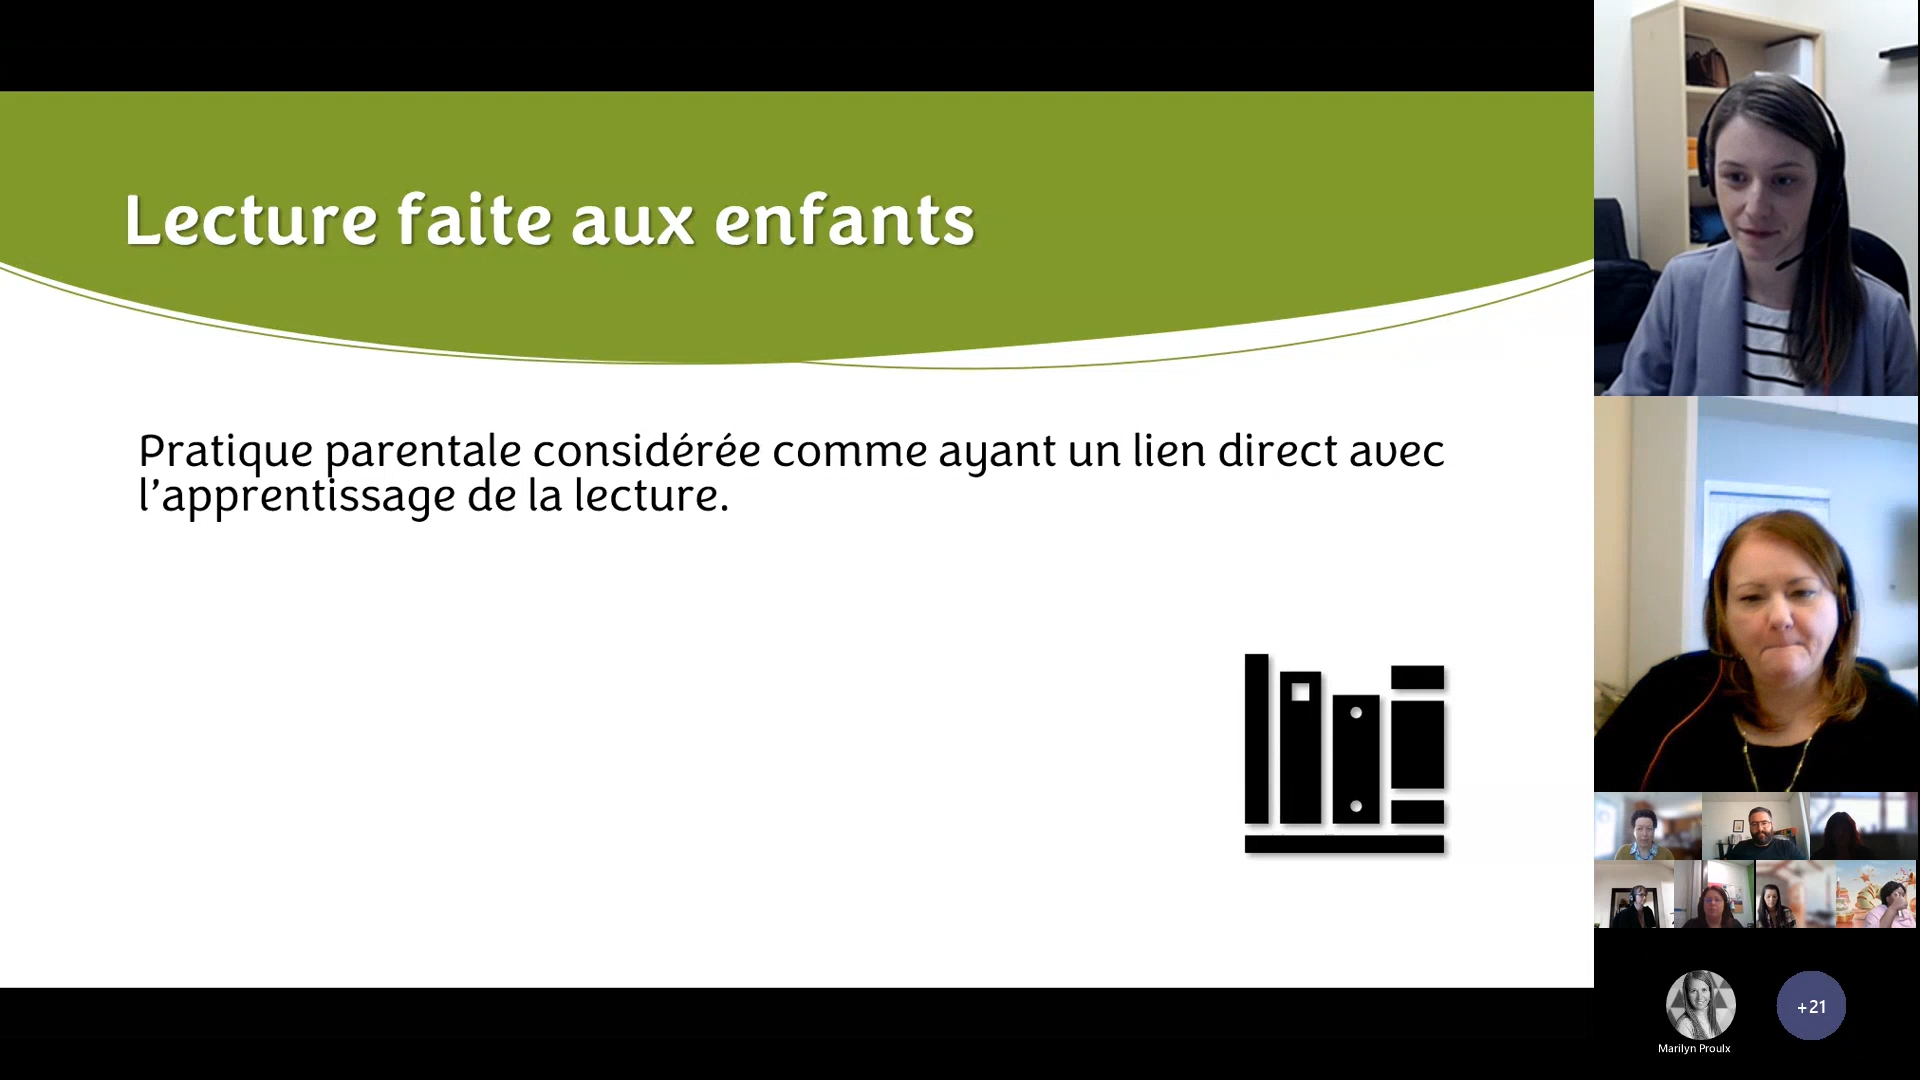 Lecture faite aux enfants
Pratique parentale considérée comme ayant un lien direct avec
l’apprentissage de la lecture.
+21
Marilyn Proulx